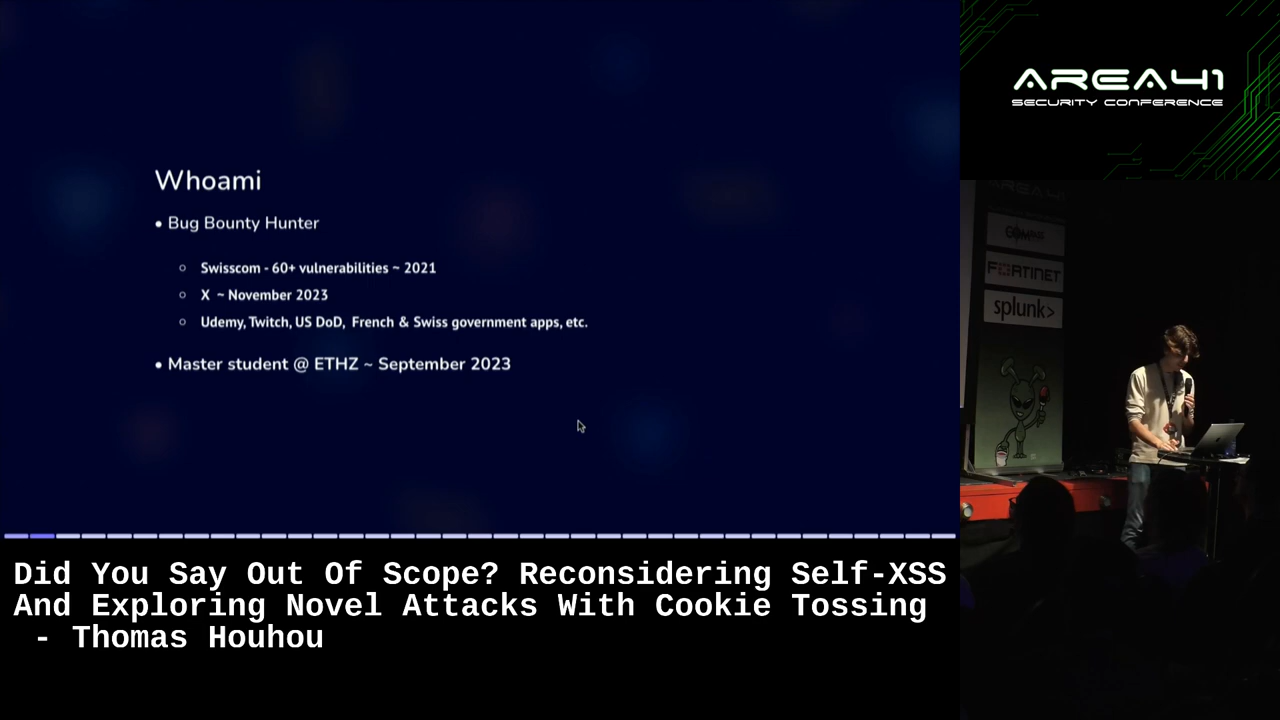 Whoami
• Bug Bounty Hunter
○ Swisscom - 60+ vulnerabilities ~ 2021
○ X ~ November 2023
○ Udemy, Twitch, US DoD, French & Swiss government apps, etc.
• Master student @ ETHZ ~ September 2023
Did You Say Out Of Scope? Reconsidering Self-XSS
And Exploring Novel Attacks With Cookie Tossing
- Thomas Houhou
AREA41
SECURITY CONFERENCE
AREA41
FORTINET
splunk>